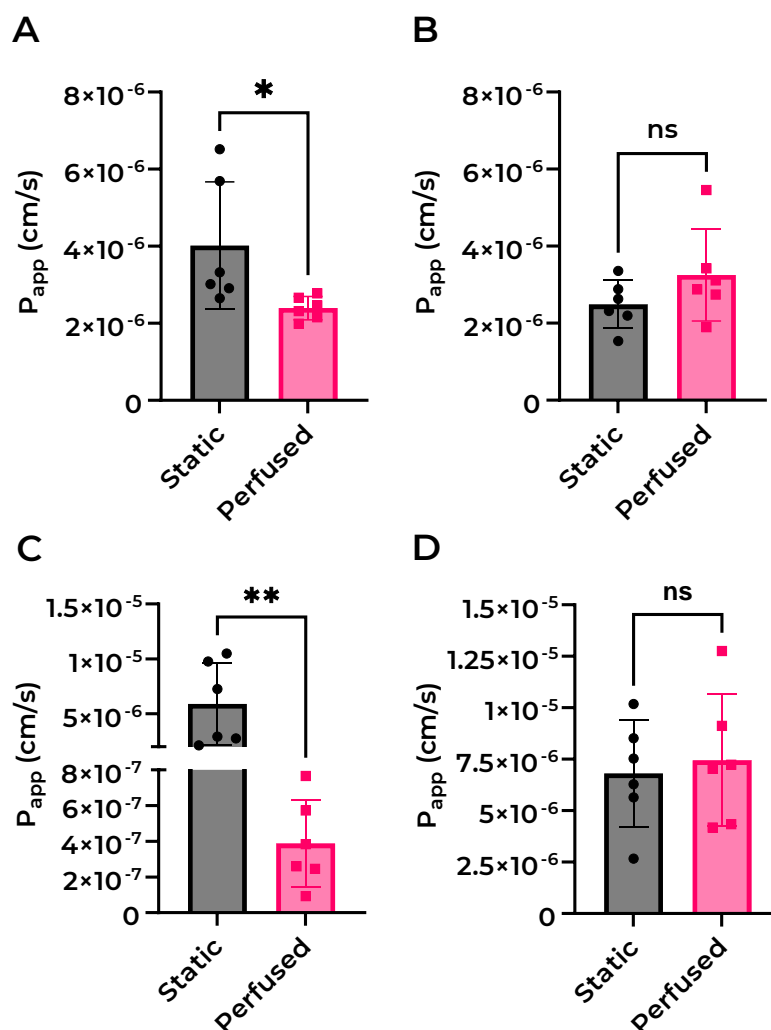 A
8×10⁻⁶
6×10⁻⁶
4×10⁻⁶
2×10⁻⁶
0
Papp (cm/s)
*
Static
Perfused
B
8×10⁻⁶
6×10⁻⁶
4×10⁻⁶
2×10⁻⁶
0
Papp (cm/s)
ns
Static
Perfused
C
1.5×10⁻⁵
1×10⁻⁵
5×10⁻⁶
8×10⁻⁷
6×10⁻⁷
4×10⁻⁷
2×10⁻⁷
0
Papp (cm/s)
**
Static
Perfused
D
1.5×10⁻⁵
1.25×10⁻⁵
1×10⁻⁵
7.5×10⁻⁶
5×10⁻⁶
2.5×10⁻⁶
0
Papp (cm/s)
ns
Static
Perfused